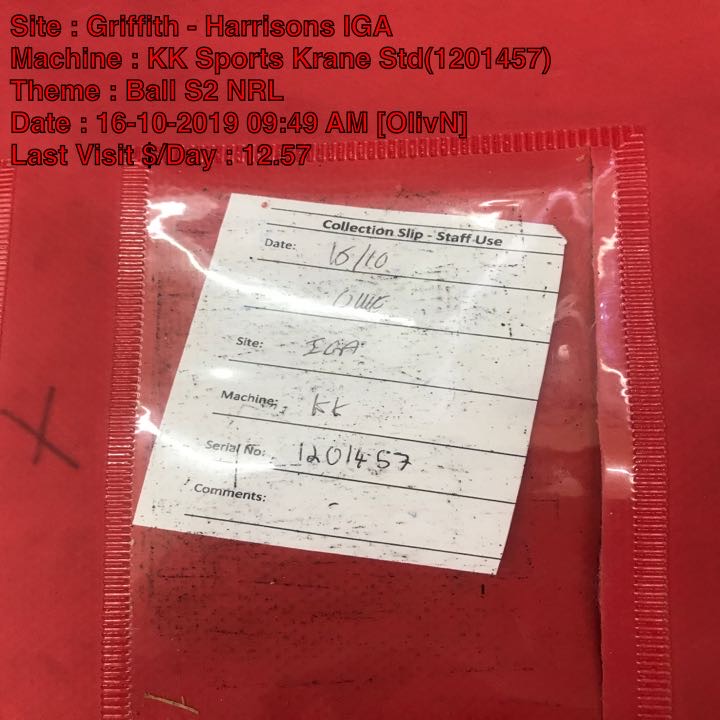 Site : Griffith - Harrisons IGA
Machine : KK Sports Krane Std(1201457)
Theme : Ball S2 NRL
Date : 16-10-2019 09:49 AM [OlivN]
Last Visit $/Day : 12.57
Collection Slip - Staff Use
Date: 16/10
Site: IGA
Machine: KK
Serial No: 1201457
Comments: -
X